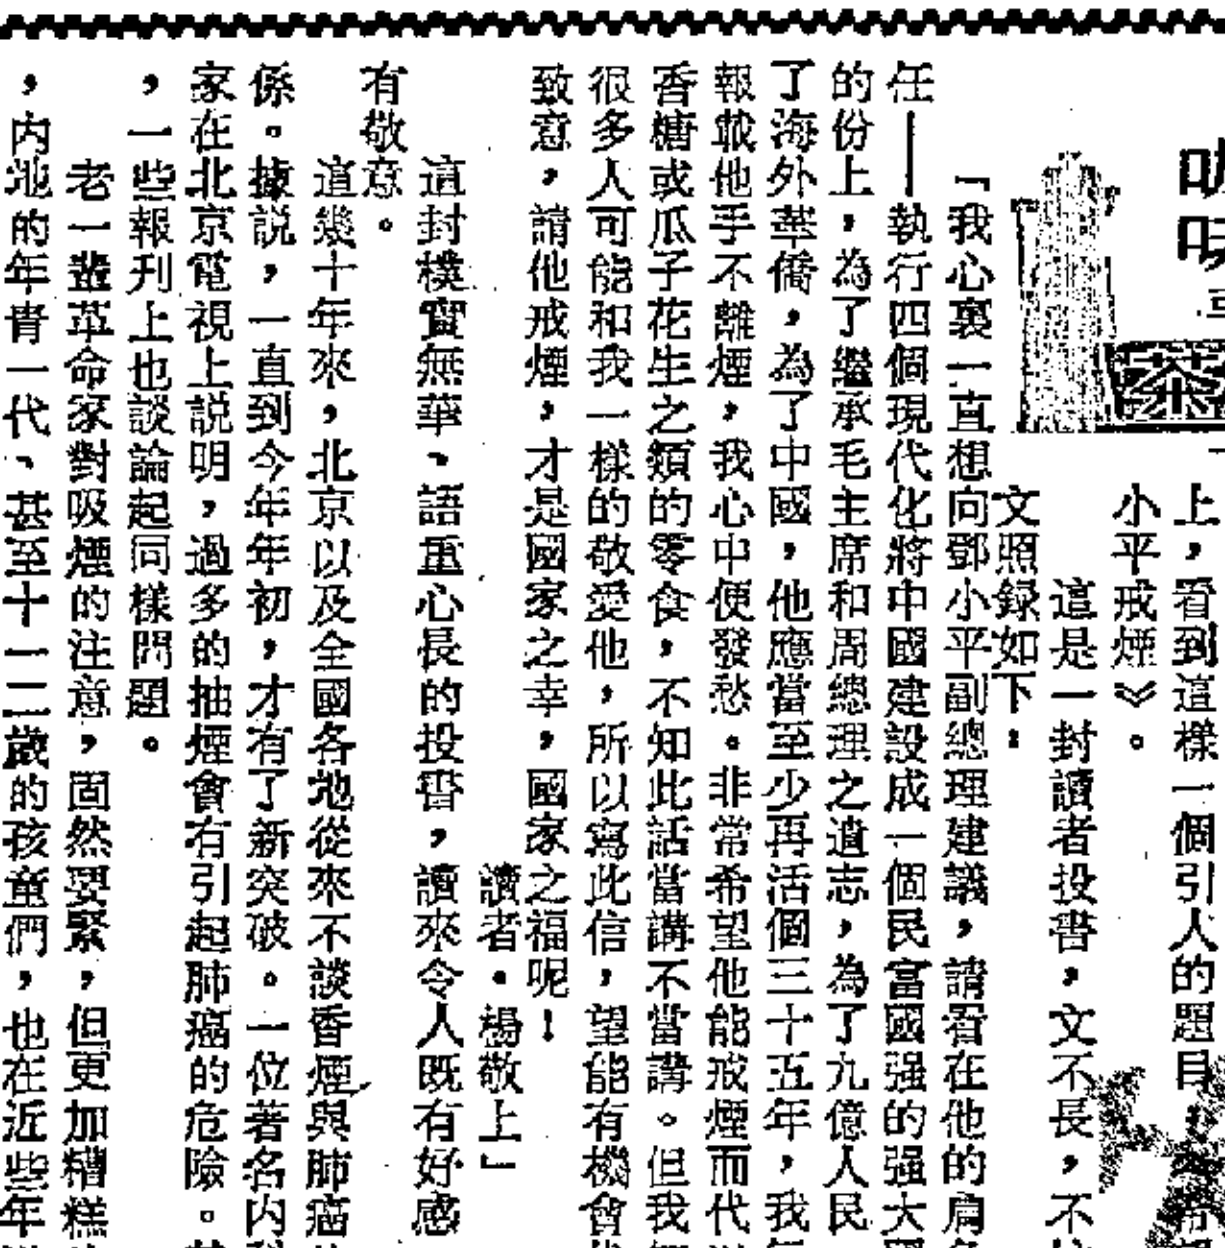 上，看到這樣一個引人的題目，
小平戒煙》。
這是一封讀者投書，文不長，不
文照録如下：
「我心裏一直想向鄧小平副總理建議，請看在他的肩
任——執行四個現代化將中國建設成一個民富國强的强大
的份上，為了繼承毛主席和周總理之遺志，為了九億人民
了海外華僑，為了中國，他應當至少再活個三十五年，我
報載他手不離煙，我心中便發愁。非常希望他能戒煙而代
香糖或瓜子花生之類的零食，不知此話當講不當講。但我
很多人可能和我一樣的敬愛他，所以寫此信，望能有機會
致意，請他戒煙，才是國家之幸，國家之福呢！
讀者·楊敬上」
這封樸實無華、語重心長的投書，讀來令人既有好感
有敬意。
這幾十年來，北京以及全國各地從來不談香煙與肺癌
係。據説，一直到今年年初，才有了新突破。一位著名内
家在北京電視上説明，過多的抽煙會有引起肺癌的危險。
，一些報刊上也談論起同樣問題。
老一輩革命家對吸煙的注意，固然要緊，但更加糟糕
，内地的年青一代、甚至十一二歲的孩童們，也在近些年